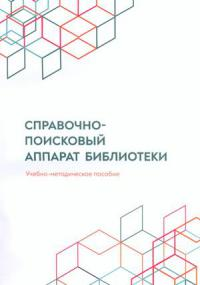 СПРАВОЧНО-
ПОИСКОВЫЙ
АППАРАТ БИБЛИОТЕКИ
Учебно-методическое пособие